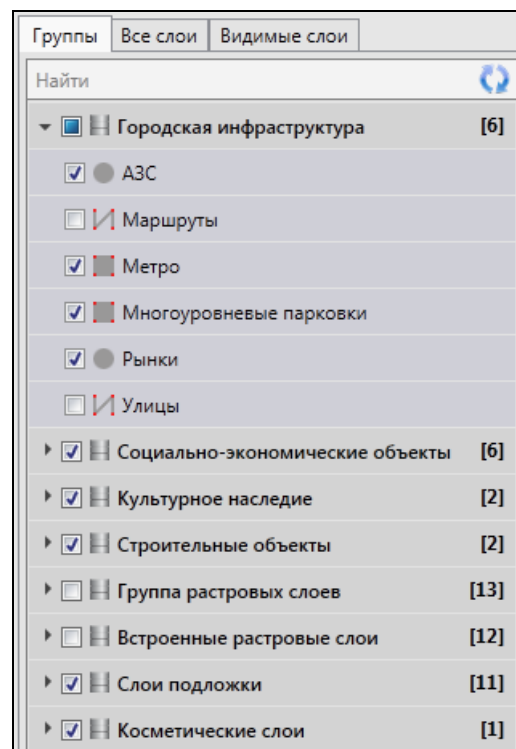 Группы Все слои Видимые слои
Найти
Городская инфраструктура [6]
АЗС
Маршруты
Метро
Многоуровневые парковки
Рынки
Улицы
Социально-экономические объекты [6]
Культурное наследие [2]
Строительные объекты [2]
Группа растровых слоев [13]
Встроенные растровые слои [12]
Слои подложки [11]
Косметические слои [1]